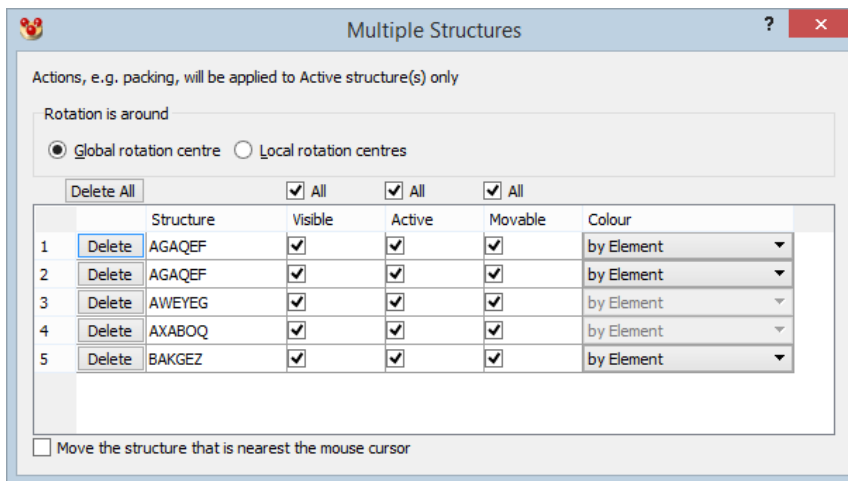 Multiple Structures ? ×
Actions, e.g. packing, will be applied to Active structure(s) only
Rotation is around
Global rotation centre Local rotation centres
Delete All All All All
Structure Visible Active Movable Colour
1 Delete AGAQEF by Element
2 Delete AGAQEF by Element
3 Delete AWEYEG by Element
4 Delete AXABOQ by Element
5 Delete BAKGEZ by Element
Move the structure that is nearest the mouse cursor